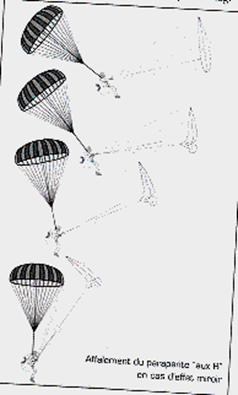 Affalement du parapente "aux H"
en cas d'effet miroir